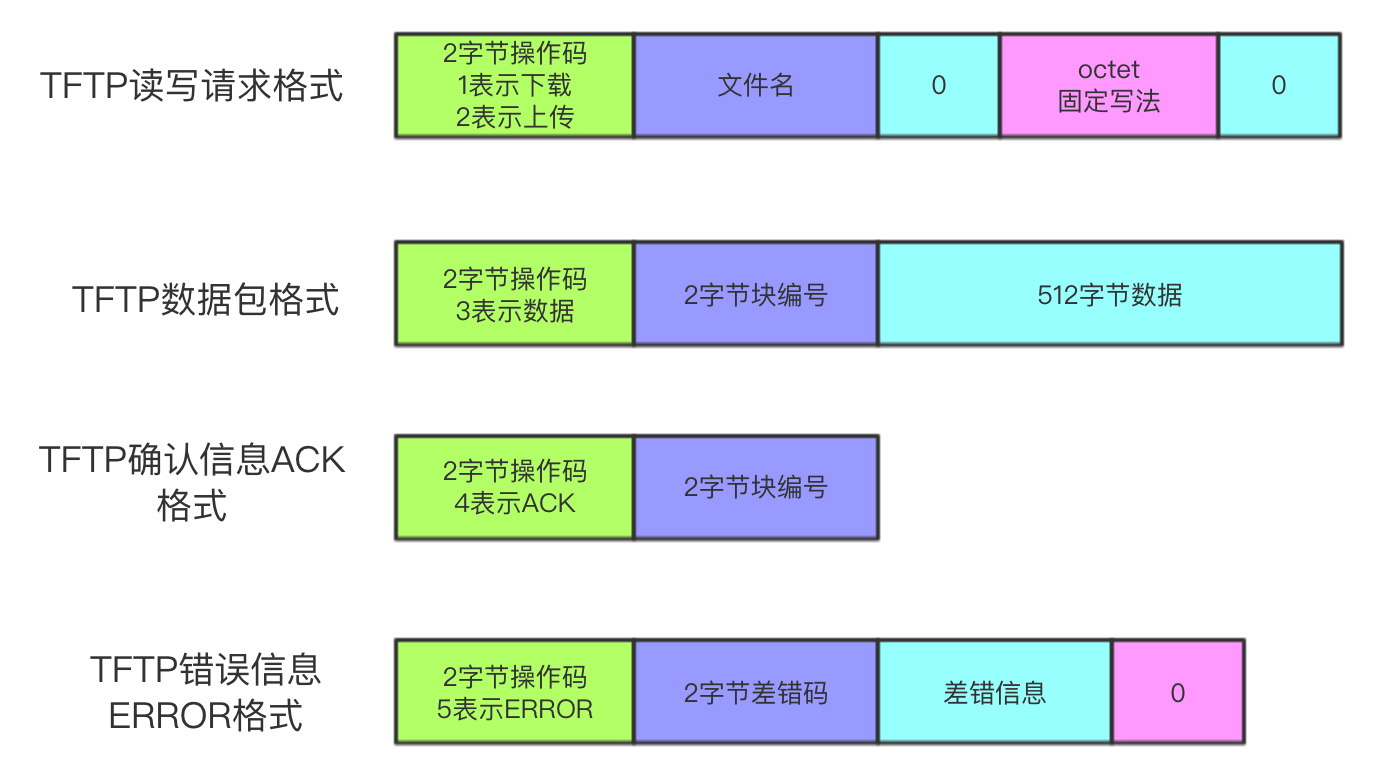 TFTP读写请求格式
2字节操作码
1表示下载
2表示上传
文件名
0
octet
固定写法
0
TFTP数据包格式
2字节操作码
3表示数据
2字节块编号
512字节数据
TFTP确认信息ACK
格式
2字节操作码
4表示ACK
2字节块编号
TFTP错误信息
ERROR格式
2字节操作码
5表示ERROR
2字节差错码
差错信息
0